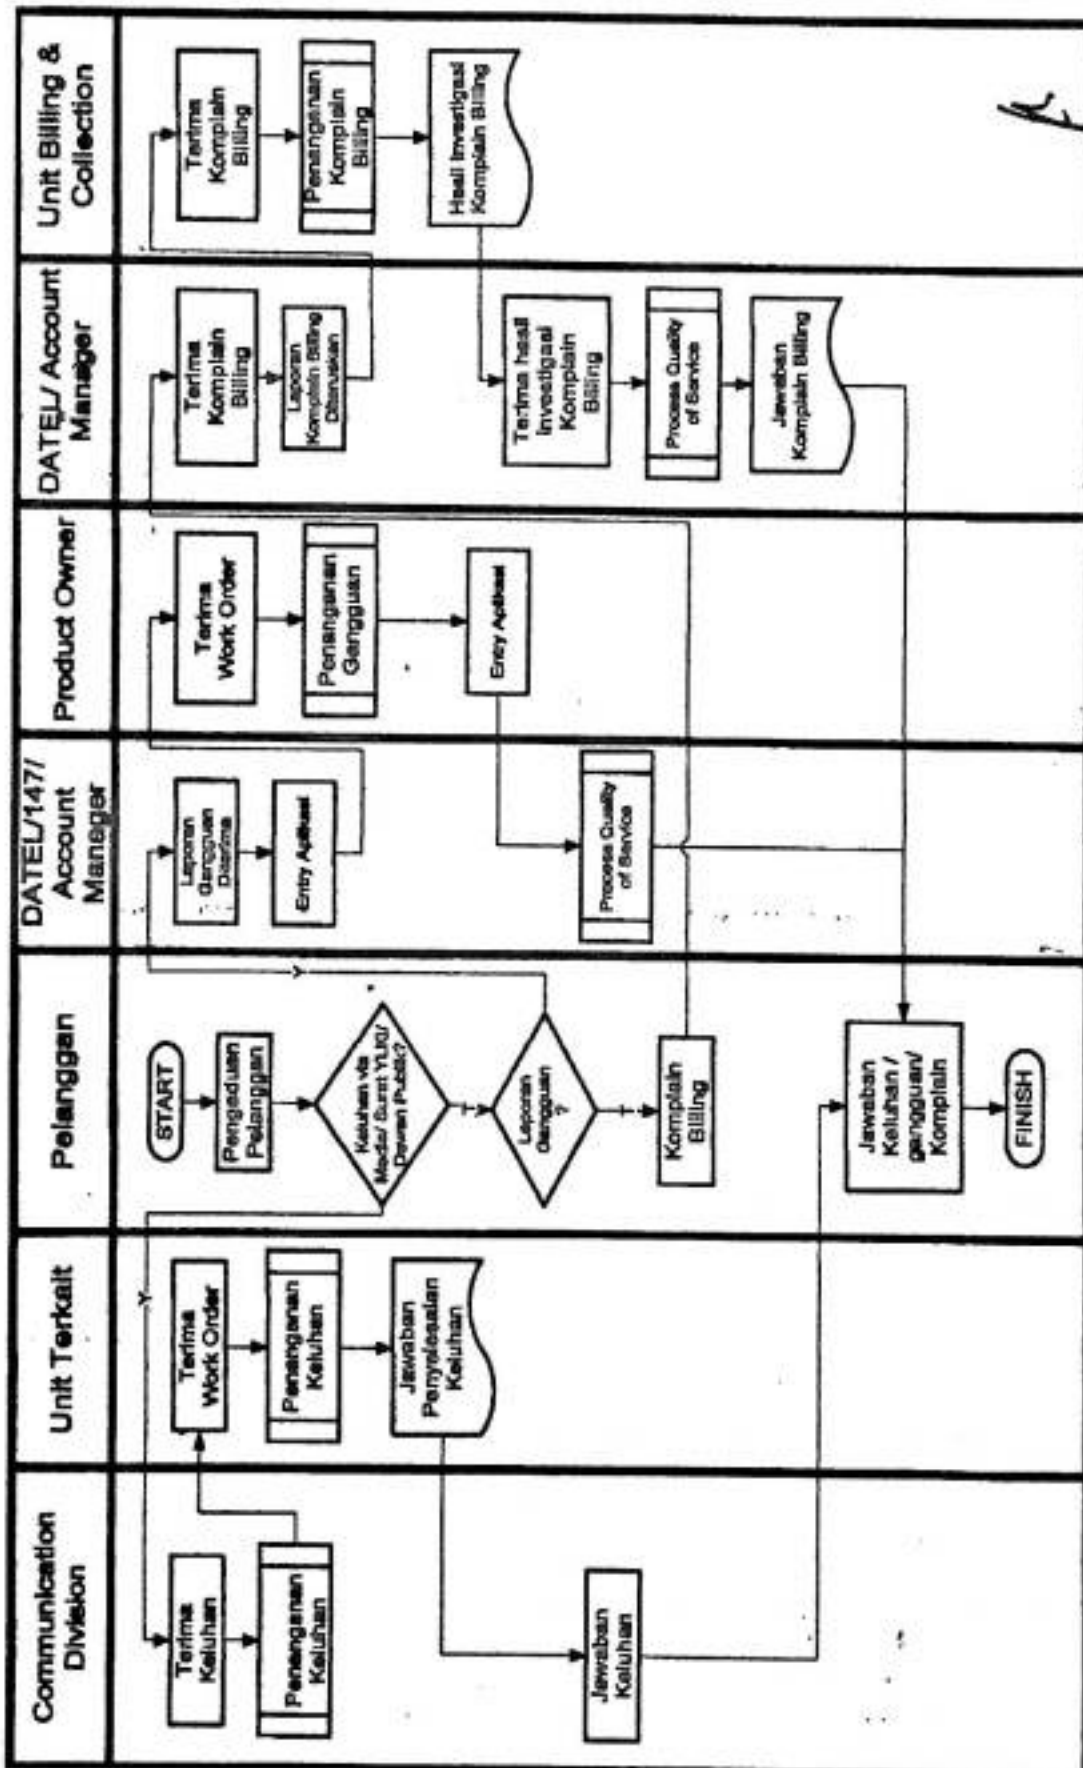 Communication
Division
Unit Terkait
Pelanggan
DATEL/147/
Account
Manager
Product Owner
DATEL/ Account
Manager
Unit Billing &
Collection
Terima
Keluhan
Penanganan
Keluhan
Jawaban
Keluhan
Terima
Work Order
Penanganan
Keluhan
Jawaban
Penyelesaian
Keluhan
START
Pengaduan
Pelanggan
Keluhan via
Media/ Surat YLKI/
Dewan Publik?
Y
T
Laporan
Gangguan
?
Y
T
Komplain
Billing
Jawaban
Keluhan /
gangguan/
Komplain
FINISH
Laporan
Gangguan
Diterima
Entry Aplikasi
Process Quality
of Service
Terima
Work Order
Penanganan
Gangguan
Entry Aplikasi
Terima
Komplain
Billing
Laporan
Komplain Billing
Diteruskan
Terima hasil
investigasi
Komplain
Billing
Process Quality
of Service
Jawaban
Komplain Billing
Terima
Komplain
Billing
Penanganan
Komplain
Billing
Hasil Investigasi
Komplain Billing